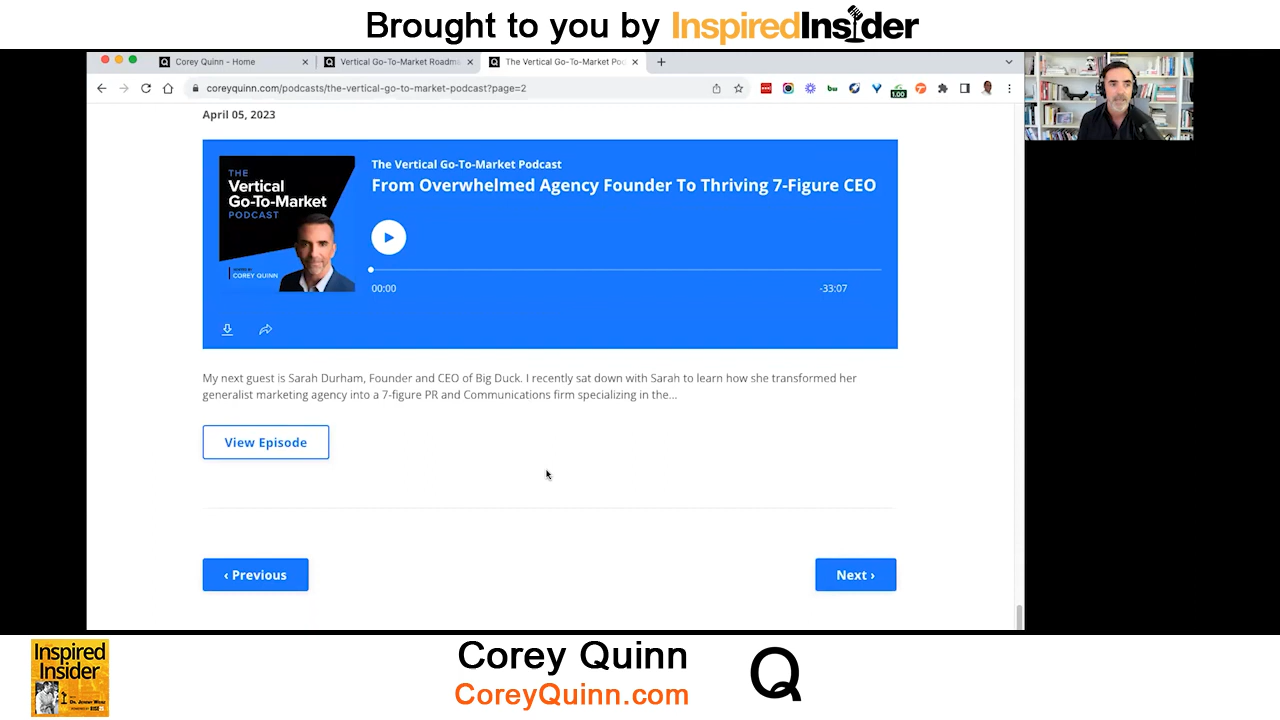 Brought to you by InspiredInsider
Corey Quinn - Home
Vertical Go-To-Market Roadm
The Vertical Go-To-Market Po
coreyquinn.com/podcasts/the-vertical-go-to-market-podcast?page=2
1.00
April 05, 2023
THE
Vertical
Go-To-Market
PODCAST
COREY QUINN
The Vertical Go-To-Market Podcast
From Overwhelmed Agency Founder To Thriving 7-Figure CEO
00:00
-33:07
My next guest is Sarah Durham, Founder and CEO of Big Duck. I recently sat down with Sarah to learn how she transformed her
generalist marketing agency into a 7-figure PR and Communications firm specializing in the...
View Episode
‹ Previous
Next ›
Inspired
Insider
Corey Quinn
CoreyQuinn.com
Q